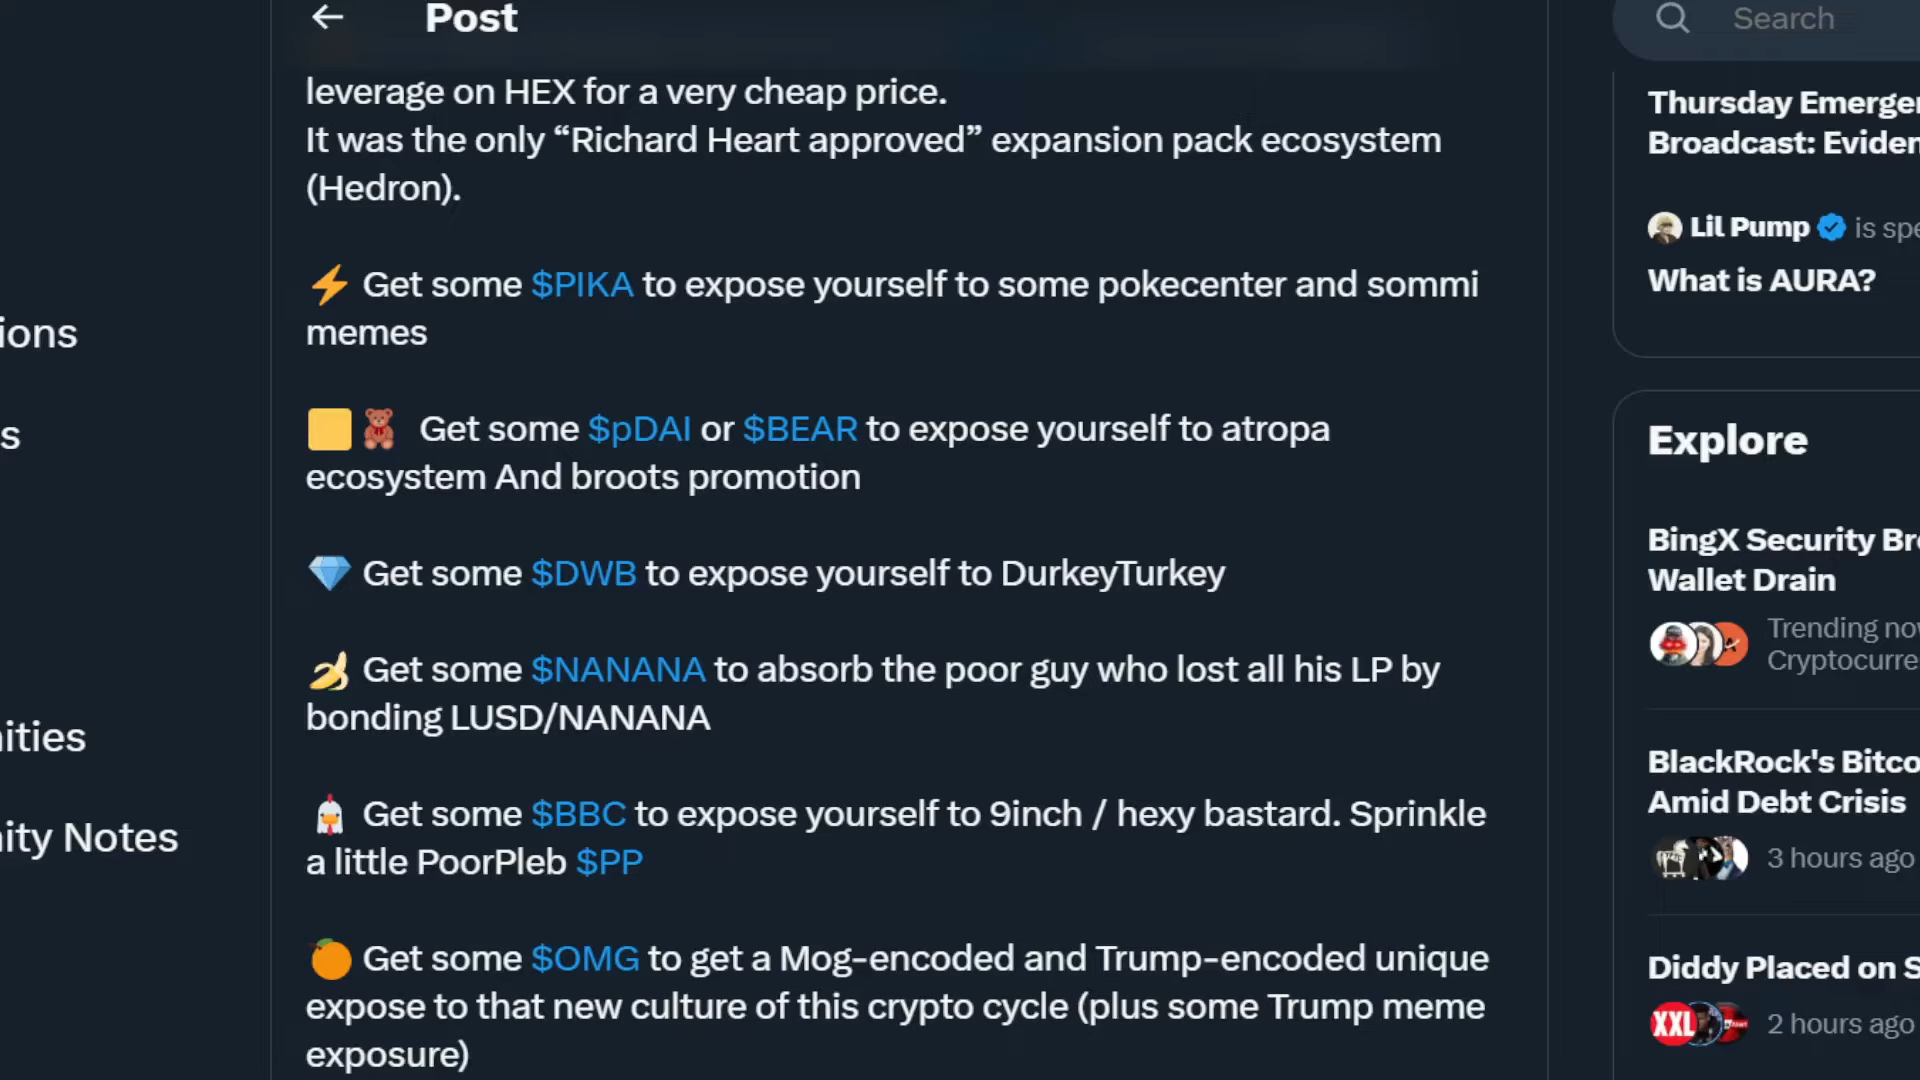 Post
leverage on HEX for a very cheap price.
It was the only “Richard Heart approved” expansion pack ecosystem
(Hedron).
⚡ Get some $PIKA to expose yourself to some pokecenter and sommi
memes
🟨🧸 Get some $pDAI or $BEAR to expose yourself to atropa
ecosystem And broots promotion
💎 Get some $DWB to expose yourself to DurkeyTurkey
🍌 Get some $NANANA to absorb the poor guy who lost all his LP by
bonding LUSD/NANANA
🐔 Get some $BBC to expose yourself to 9inch / hexy bastard. Sprinkle
a little PoorPleb $PP
🍊 Get some $OMG to get a Mog-encoded and Trump-encoded unique
expose to that new culture of this crypto cycle (plus some Trump meme
exposure)
ions
s
ities
ity Notes
Search
Thursday Emerger
Broadcast: Eviden
Lil Pump is spe
What is AURA?
Explore
BingX Security Bre
Wallet Drain
Trending nov
Cryptocurre
BlackRock's Bitco
Amid Debt Crisis
3 hours ago
Diddy Placed on S
XXL
2 hours ago